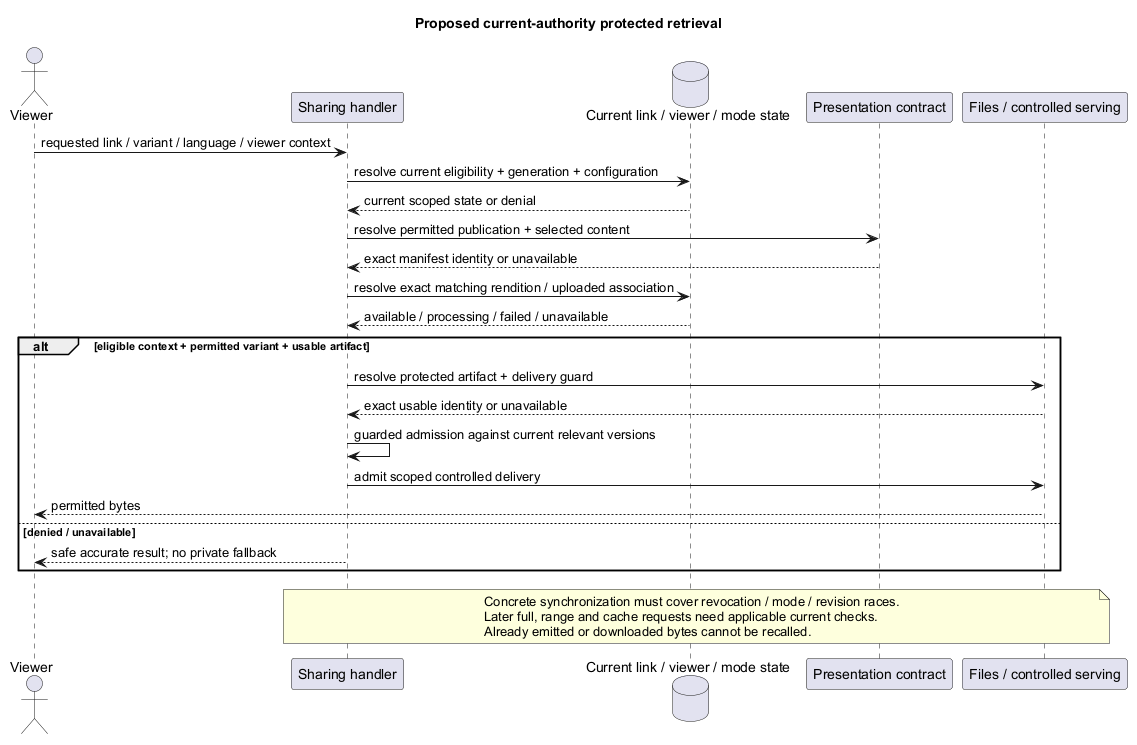 Proposed current-authority protected retrieval
Viewer
Sharing handler
Current link / viewer / mode state
Presentation contract
Files / controlled serving
requested link / variant / language / viewer context
resolve current eligibility + generation + configuration
current scoped state or denial
resolve permitted publication + selected content
exact manifest identity or unavailable
resolve exact matching rendition / uploaded association
available / processing / failed / unavailable
alt
[eligible context + permitted variant + usable artifact]
resolve protected artifact + delivery guard
exact usable identity or unavailable
guarded admission against current relevant versions
admit scoped controlled delivery
permitted bytes
[denied / unavailable]
safe accurate result; no private fallback
Concrete synchronization must cover revocation / mode / revision races.
Later full, range and cache requests need applicable current checks.
Already emitted or downloaded bytes cannot be recalled.
Viewer
Sharing handler
Current link / viewer / mode state
Presentation contract
Files / controlled serving